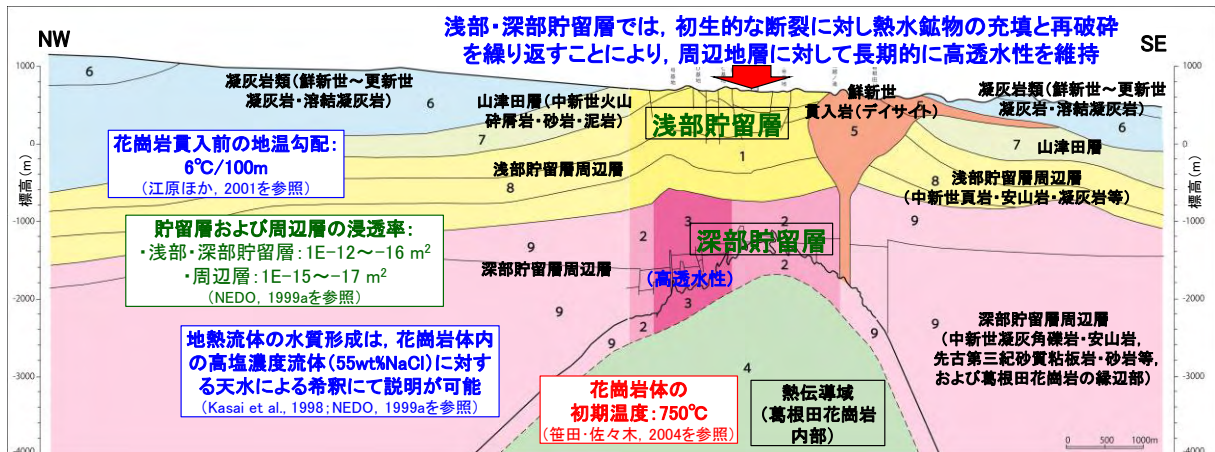 浅部・深部貯留層では，初生的な断裂に対し熱水鉱物の充填と再破砕
を繰り返すことにより，周辺地層に対して長期的に高透水性を維持
NW
SE
1000
0
-1000
-2000
-3000
-4000
標高(m)
6
凝灰岩類(鮮新世～更新世
凝灰岩・溶結凝灰岩)
6
山津田層(中新世火山
砕屑岩・砂岩・泥岩)
7
浅部貯留層
1
鮮新世
貫入岩(デイサイト)
5
5
凝灰岩類(鮮新世～更新世
凝灰岩・溶結凝灰岩)
6
7
山津田層
花崗岩貫入前の地温勾配：
6℃/100m
(江原ほか，2001を参照)
浅部貯留層周辺層
8
8
浅部貯留層周辺層
(中新世頁岩・安山岩・凝灰岩等)
貯留層および周辺層の浸透率：
・浅部・深部貯留層：1E-12～-16 m²
・周辺層：1E-15～-17 m²
(NEDO，1999aを参照)
9
2
3
2
9
深部貯留層
深部貯留層周辺層
(高透水性)
2
3
2
9
9
9
9
地熱流体の水質形成は，花崗岩体内
の高塩濃度流体(55wt%NaCl)に対す
る天水による希釈にて説明が可能
(Kasai et al., 1998；NEDO，1999aを参照)
4
花崗岩体の
初期温度：750℃
(笹田・佐々木，2004を参照)
熱伝導域
(葛根田花崗岩
内部)
深部貯留層周辺層
(中新世凝灰角礫岩・安山岩，
先古第三紀砂質粘板岩・砂岩等，
および葛根田花崗岩の縁辺部)
0 500 1000m
1000
0
-1000
-2000
-3000
-4000
標高(m)